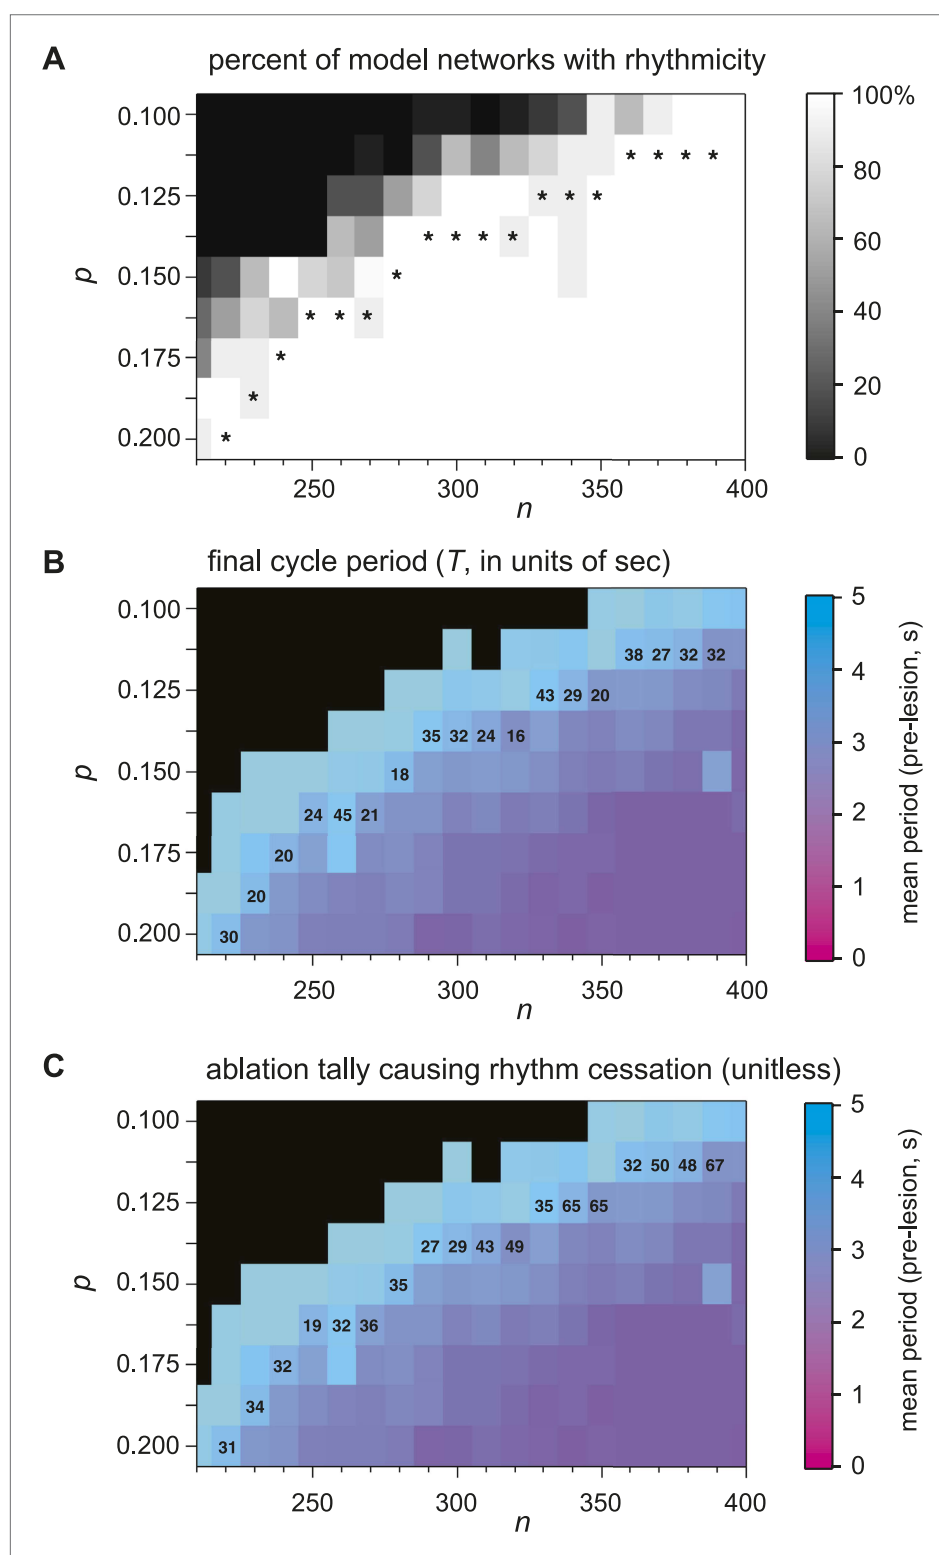 A percent of model networks with rhythmicity
0.100
0.125
0.150
0.175
0.200
p
* * * *
* * *
* * * *
*
* * *
*
*
*
250 300 350 400
n
100%
80
60
40
20
0
B final cycle period (T, in units of sec)
0.100
0.125
0.150
0.175
0.200
p
38 27 32 32
43 29 20
35 32 24 16
18
24 45 21
20
20
30
250 300 350 400
n
5
4
3
2
1
0
mean period (pre-lesion, s)
C ablation tally causing rhythm cessation (unitless)
0.100
0.125
0.150
0.175
0.200
p
32 50 48 67
35 65 65
27 29 43 49
35
19 32 36
32
34
31
250 300 350 400
n
5
4
3
2
1
0
mean period (pre-lesion, s)